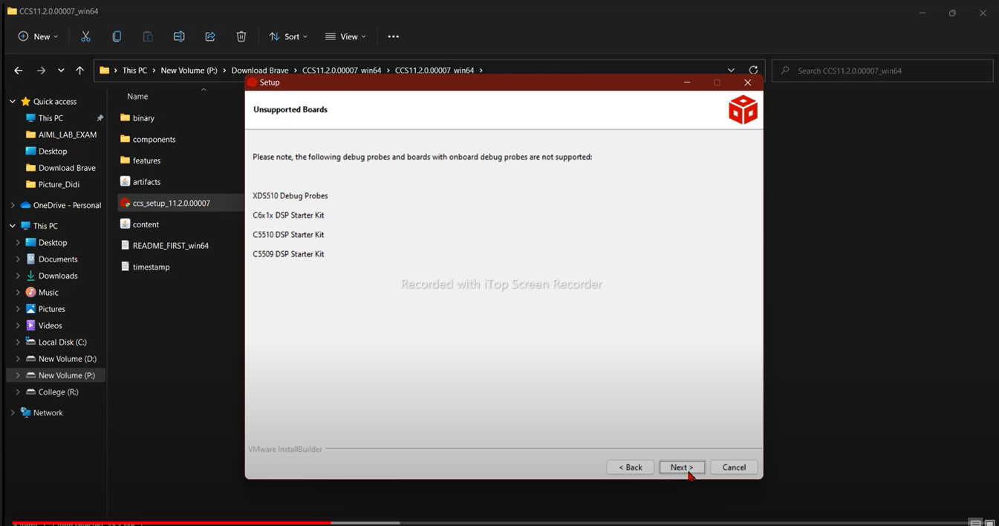 CCS11.2.0.00007_win64
New
Sort
View
This PC > New Volume (P:) > Download Brave > CCS11.2.0.00007_win64 > CCS11.2.0.00007_win64 >
Search CCS11.2.0.00007_win64
Quick access
This PC
AIML_LAB_EXAM
Desktop
Download Brave
Picture_Didi
OneDrive - Personal
This PC
Desktop
Documents
Downloads
Music
Pictures
Videos
Local Disk (C:)
New Volume (D:)
New Volume (P:)
College (R:)
Network
Name
binary
components
features
artifacts
ccs_setup_11.2.0.00007
content
README_FIRST_win64
timestamp
Setup
Unsupported Boards
Please note, the following debug probes and boards with onboard debug probes are not supported:
XDS510 Debug Probes
C6x1x DSP Starter Kit
C5510 DSP Starter Kit
C5509 DSP Starter Kit
Recorded with iTop Screen Recorder
VMware InstallBuilder
< Back
Next >
Cancel